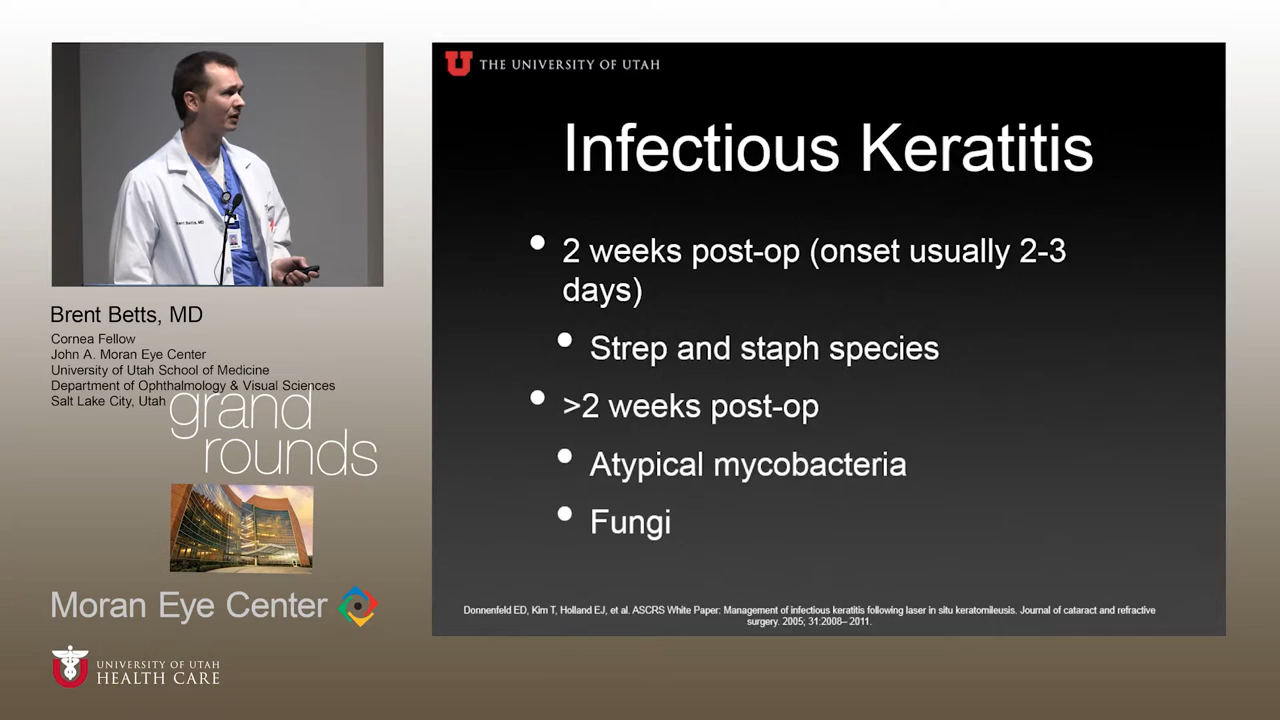 THE UNIVERSITY OF UTAH
Infectious Keratitis
2 weeks post-op (onset usually 2-3
days)
Strep and staph species
>2 weeks post-op
Atypical mycobacteria
Fungi
Donnenfeld ED, Kim T, Holland EJ, et al. ASCRS White Paper: Management of infectious keratitis following laser in situ keratomileusis. Journal of cataract and refractive
surgery. 2005; 31:2008– 2011.
Brent Betts, MD
Brent Betts, MD
Cornea Fellow
John A. Moran Eye Center
University of Utah School of Medicine
Department of Ophthalmology & Visual Sciences
Salt Lake City, Utah
grand
rounds
Moran Eye Center
UNIVERSITY OF UTAH
HEALTH CARE